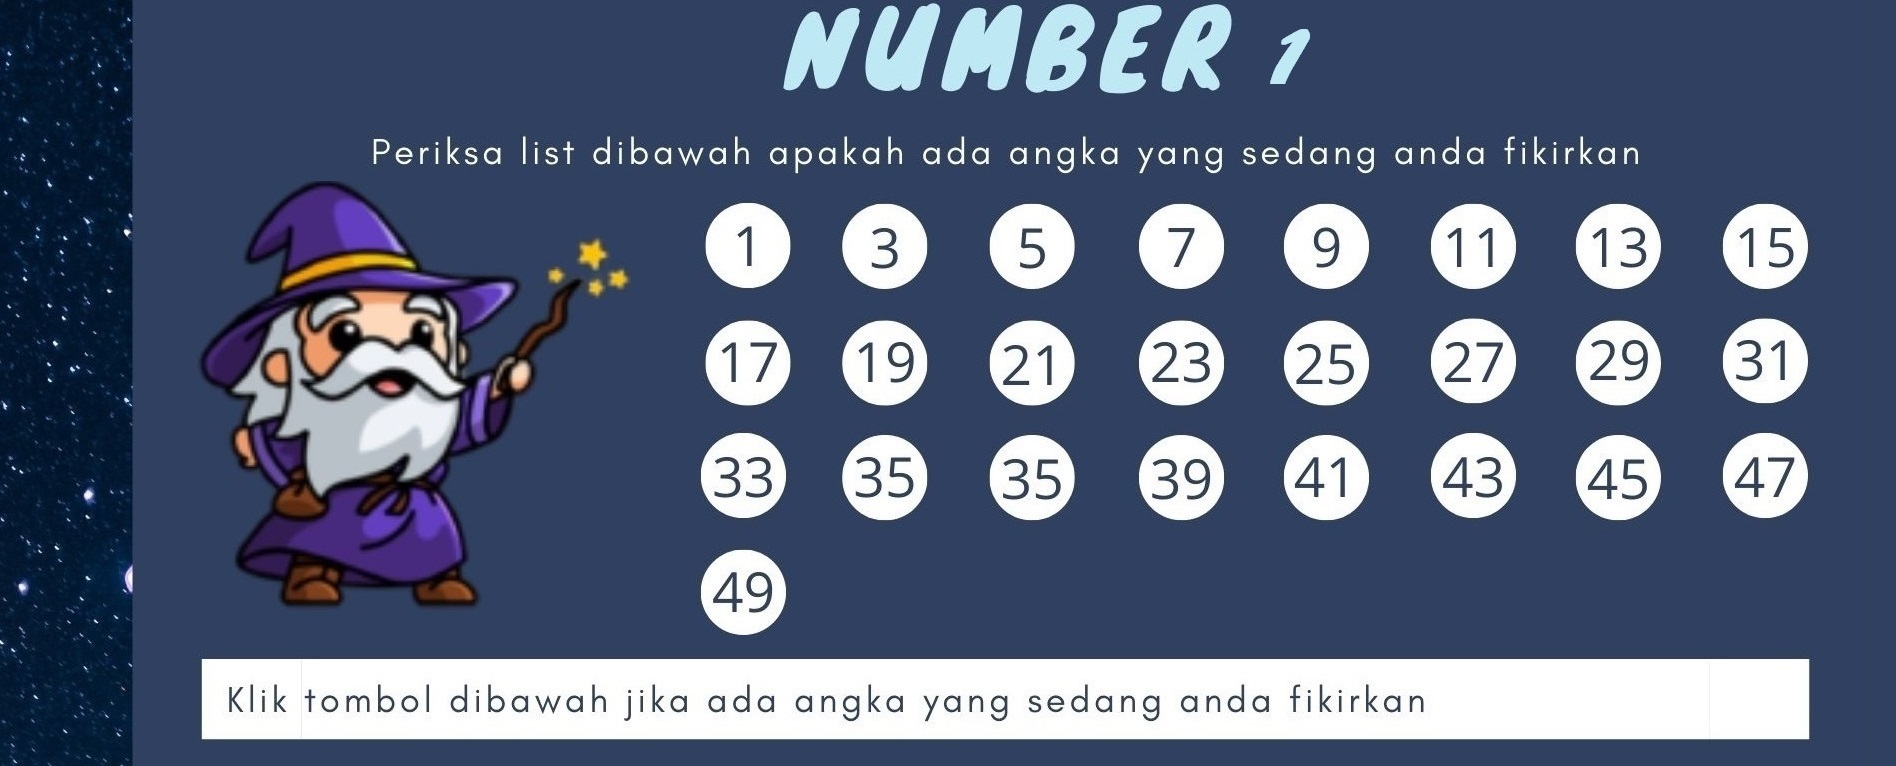 NUMBER 1
Periksa list dibawah apakah ada angka yang sedang anda fikirkan
1 3 5 7 9 11 13 15
17 19 21 23 25 27 29 31
33 35 35 39 41 43 45 47
49
Klik tombol dibawah jika ada angka yang sedang anda fikirkan